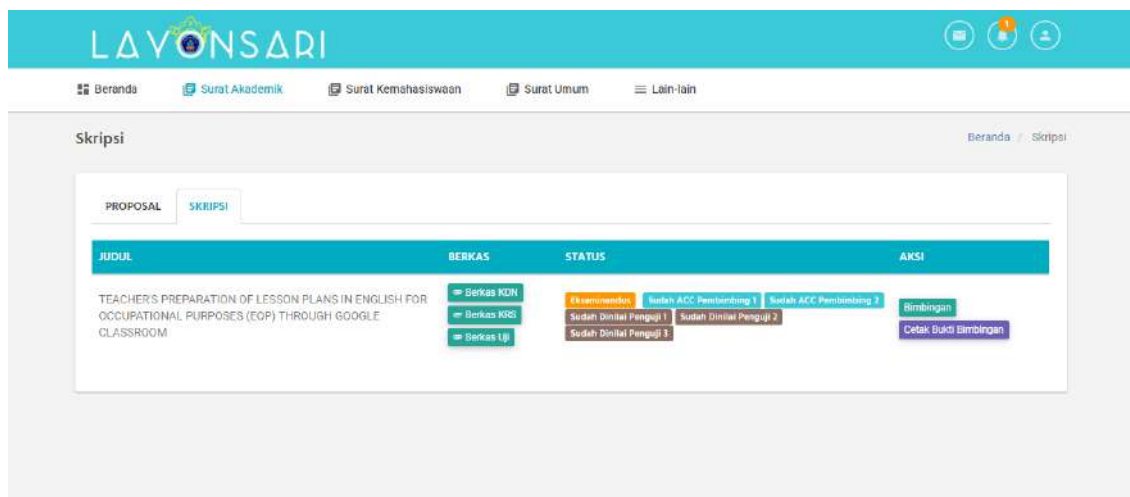 LAYONSARI
1
Beranda
Surat Akademik
Surat Kemahasiswaan
Surat Umum
Lain-lain
Skripsi
Beranda / Skripsi
PROPOSAL
SKRIPSI
JUDUL BERKAS STATUS AKSI
TEACHER'S PREPARATION OF LESSON PLANS IN ENGLISH FOR
OCCUPATIONAL PURPOSES (EOP) THROUGH GOOGLE
CLASSROOM
Berkas KDN
Berkas KRS
Berkas Uji
Ekseminandus Sudah ACC Pembimbing 1 Sudah ACC Pembimbing 2
Sudah Dinilai Penguji 1 Sudah Dinilai Penguji 2
Sudah Dinilai Penguji 3
Bimbingan
Cetak Bukti Bimbingan